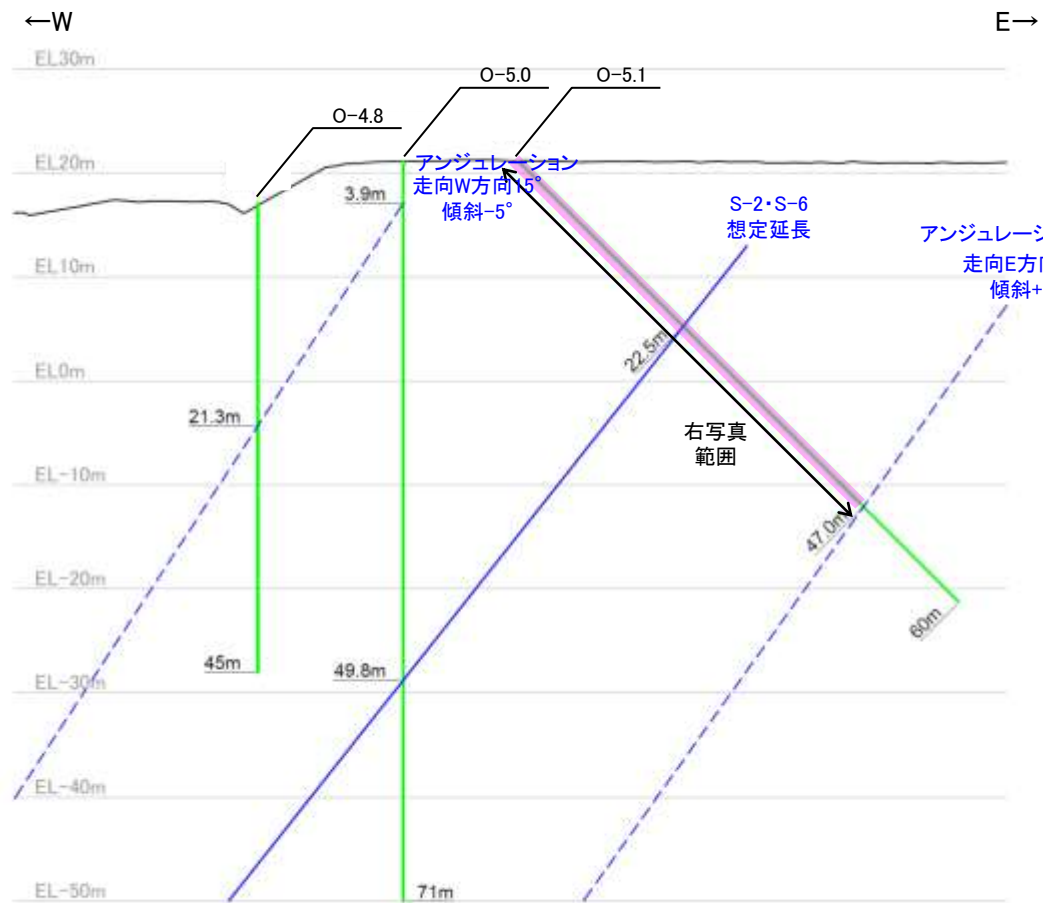 ←W
E→
EL30m
O-5.0
O-5.1
O-4.8
EL20m
アンジュレーション
走向W方向15°
傾斜-5°
3.9m
S-2・S-6
想定延長
アンジュレーシ
走向E方向
傾斜+
EL10m
22.5m
EL0m
21.3m
右写真
範囲
EL-10m
47.0m
EL-20m
60m
45m
49.8m
EL-30m
EL-40m
EL-50m
71m